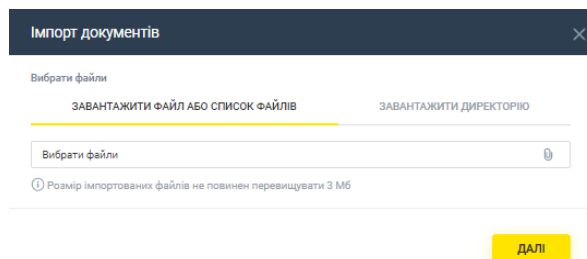 Імпорт документів
Вибрати файли
ЗАВАНТАЖИТИ ФАЙЛ АБО СПИСОК ФАЙЛІВ
ЗАВАНТАЖИТИ ДИРЕКТОРІЮ
Вибрати файли
Розмір імпортованих файлів не повинен перевищувати 3 Мб
ДАЛІ